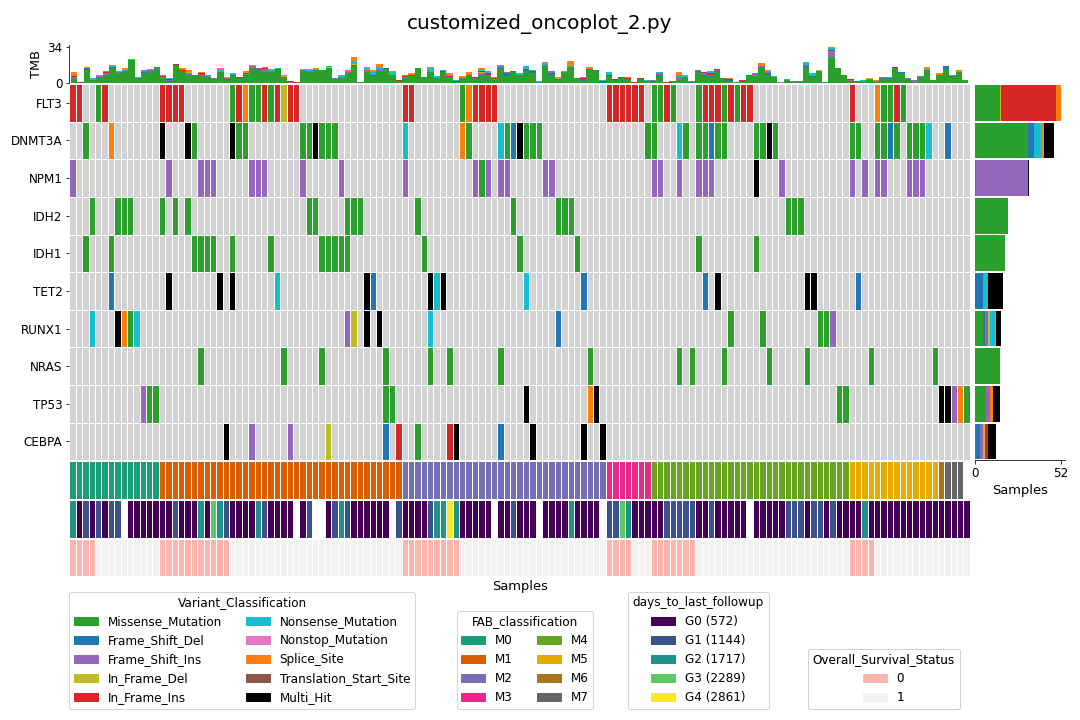 customized_oncoplot_2.py
34
TMB
0
FLT3
DNMT3A
NPM1
IDH2
IDH1
TET2
RUNX1
NRAS
TP53
CEBPA
0 52
Samples
Samples
Variant_Classification
Missense_Mutation
Frame_Shift_Del
Frame_Shift_Ins
In_Frame_Del
In_Frame_Ins
Nonsense_Mutation
Nonstop_Mutation
Splice_Site
Translation_Start_Site
Multi_Hit
FAB_classification
M0
M1
M2
M3
M4
M5
M6
M7
days_to_last_followup
G0 (572)
G1 (1144)
G2 (1717)
G3 (2289)
G4 (2861)
Overall_Survival_Status
0
1